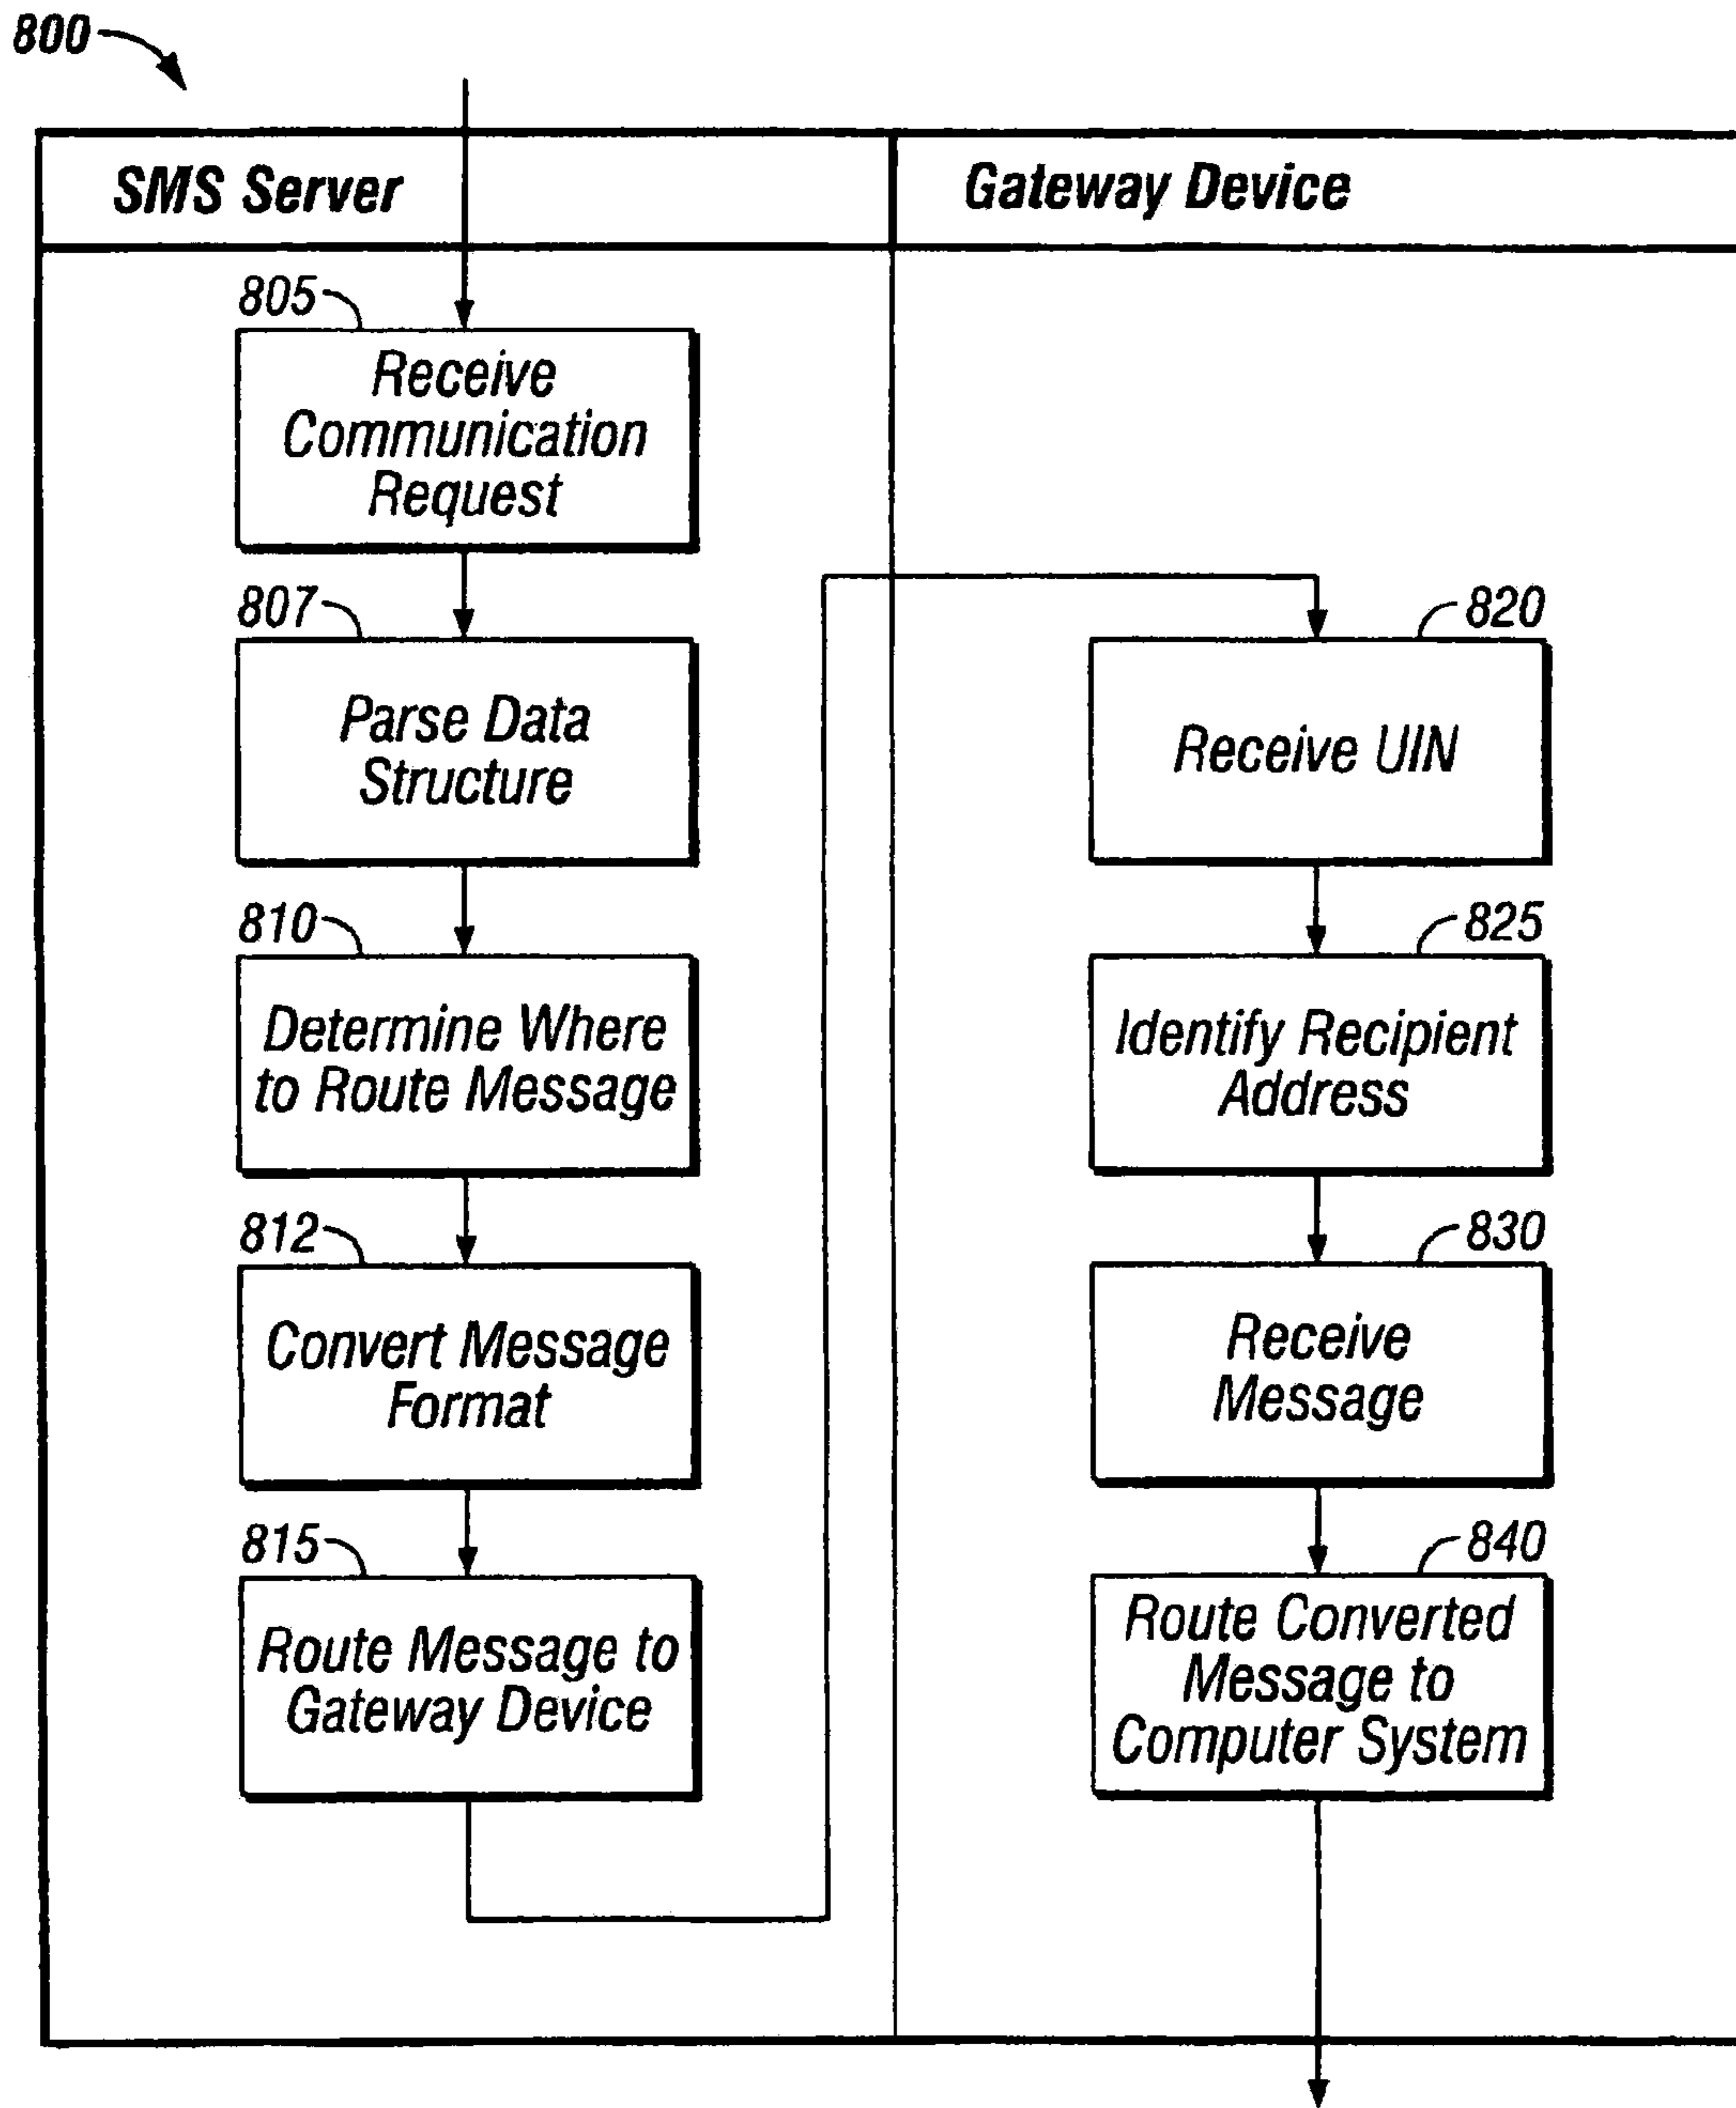 800
SMS Server
Gateway Device
805
Receive
Communication
Request
807
Parse Data
Structure
810
Determine Where
to Route Message
812
Convert Message
Format
815
Route Message to
Gateway Device
820
Receive UIN
825
Identify Recipient
Address
830
Receive
Message
840
Route Converted
Message to
Computer System